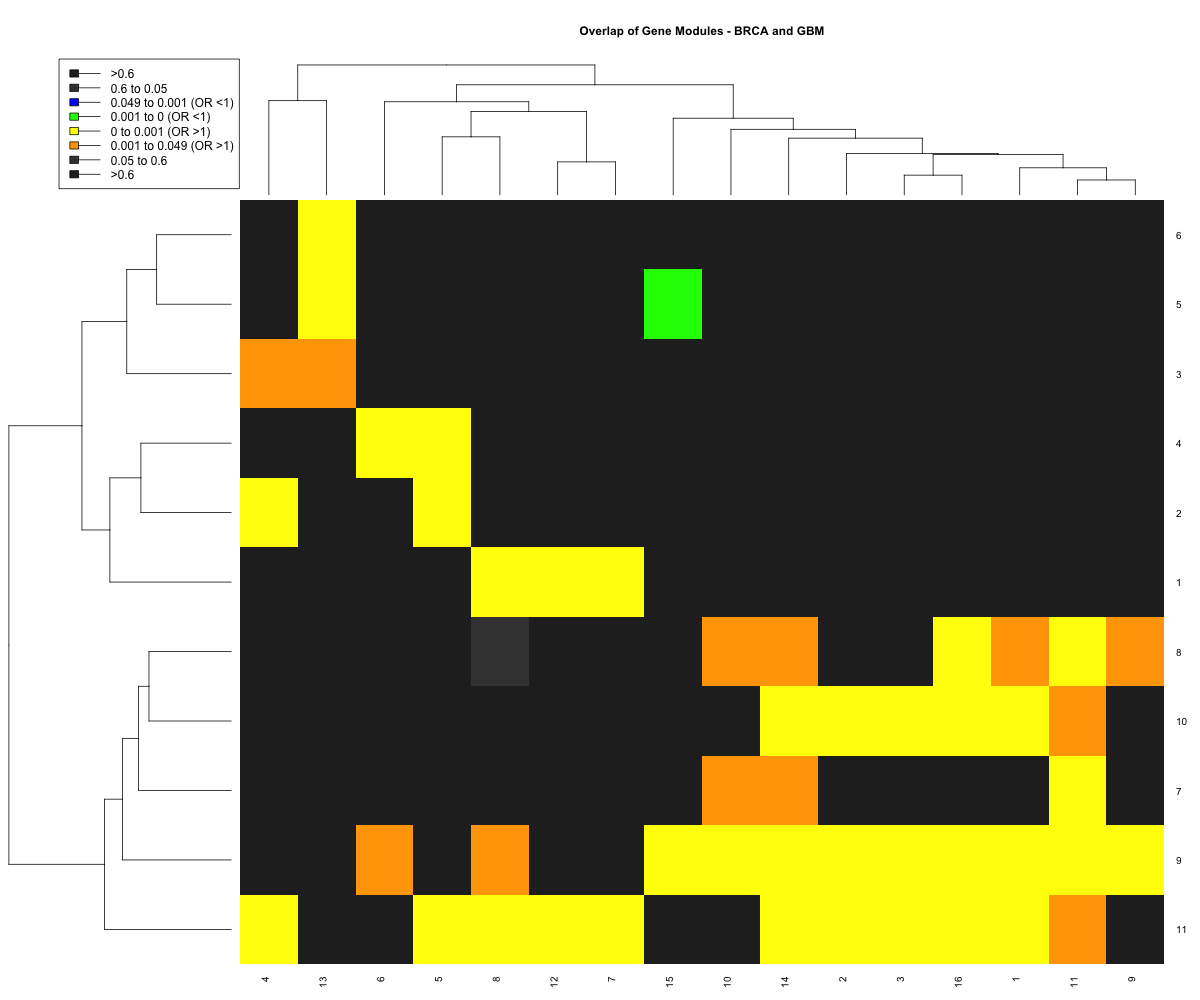 Overlap of Gene Modules - BRCA and GBM
>0.6
0.6 to 0.05
0.049 to 0.001 (OR <1)
0.001 to 0 (OR <1)
0 to 0.001 (OR >1)
0.001 to 0.049 (OR >1)
0.05 to 0.6
>0.6
6
5
3
4
2
1
8
10
7
9
11
4 13 6 5 8 12 7 15 10 14 2 3 16 1 11 9